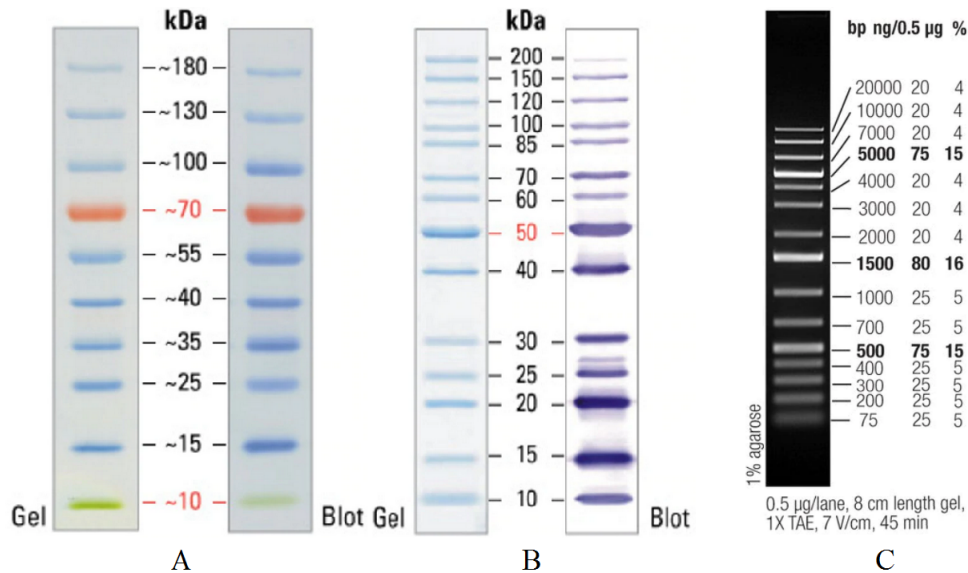 kDa
~180
~130
~100
~70
~55
~40
~35
~25
~15
~10
Gel
Blot
A
kDa
200
150
120
100
85
70
60
50
40
30
25
20
15
10
Gel
Blot
B
bp ng/0.5 µg %
20000 20 4
10000 20 4
7000 20 4
5000 75 15
4000 20 4
3000 20 4
2000 20 4
1500 80 16
1000 25 5
700 25 5
500 75 15
400 25 5
300 25 5
200 25 5
75 25 5
1% agarose
0.5 µg/lane, 8 cm length gel,
1X TAE, 7 V/cm, 45 min
C